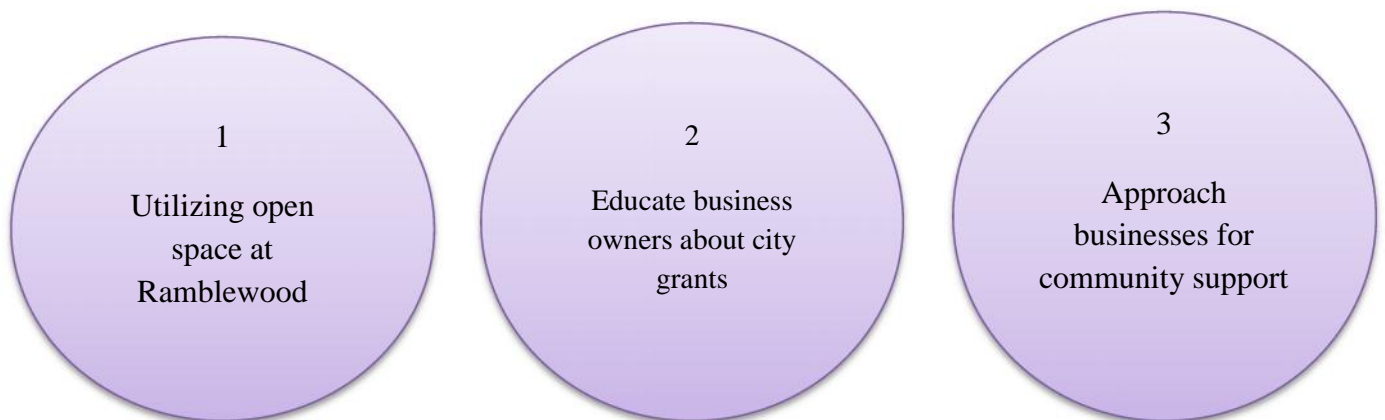 1
Utilizing open
space at
Ramblewood
2
Educate business
owners about city
grants
3
Approach
businesses for
community support